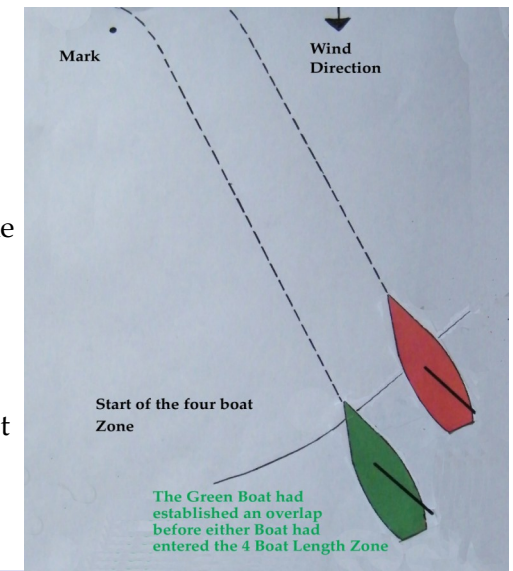 Mark
Wind
Direction
e
Start of the four boat
Zone
t
The Green Boat had
established an overlap
before either Boat had
entered the 4 Boat Length Zone